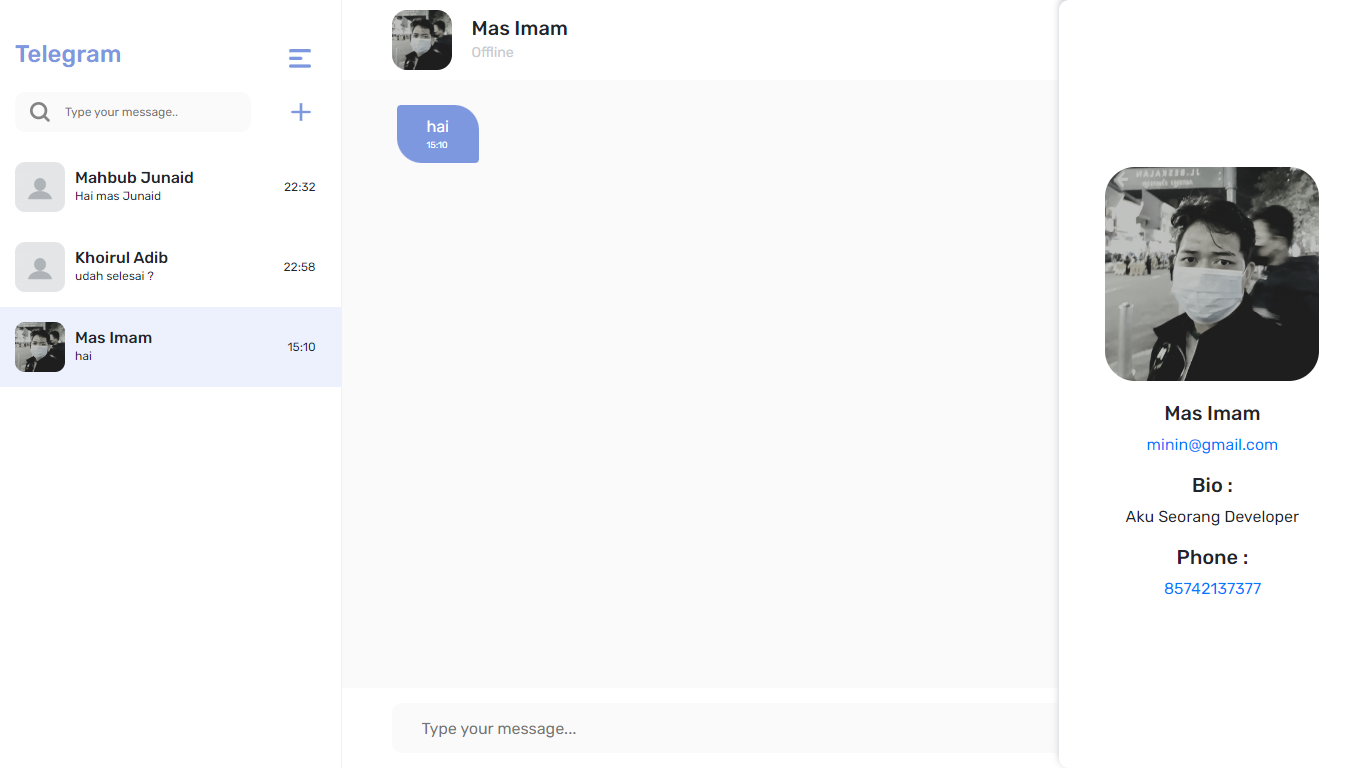 Telegram
Type your message..
Mahbub Junaid
Hai mas Junaid
22:32
Khoirul Adib
udah selesai ?
22:58
Mas Imam
hai
15:10
Mas Imam
Offline
hai
15:10
Type your message...
Mas Imam
minin@gmail.com
Bio :
Aku Seorang Developer
Phone :
85742137377